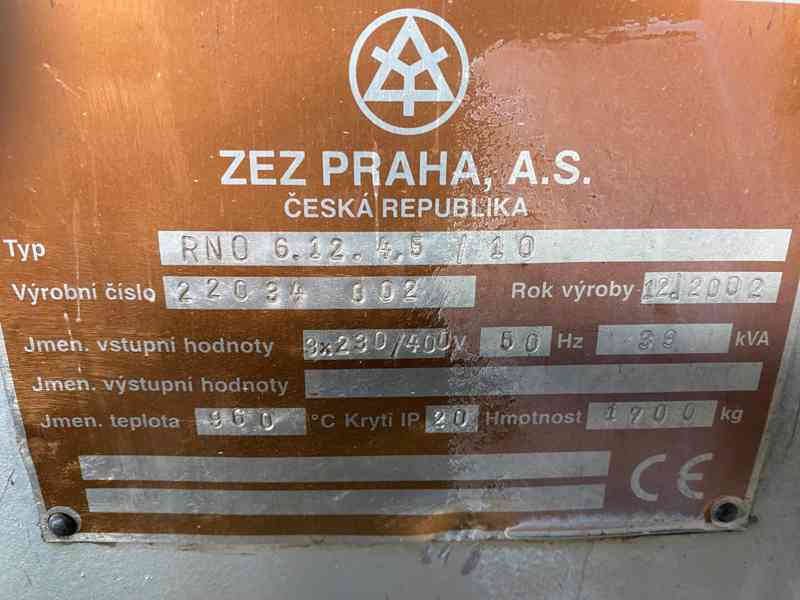 ZEZ PRAHA, A.S.
ČESKÁ REPUBLIKA
Typ RNO 6.12.4,5 / 10
Výrobní číslo 22034 002 Rok výroby 12/2002
Jmen. vstupní hodnoty 3x230/400 V 50 Hz 39 kVA
Jmen. výstupní hodnoty
Jmen. teplota 960 °C Krytí IP 20 Hmotnost 1700 kg
CE